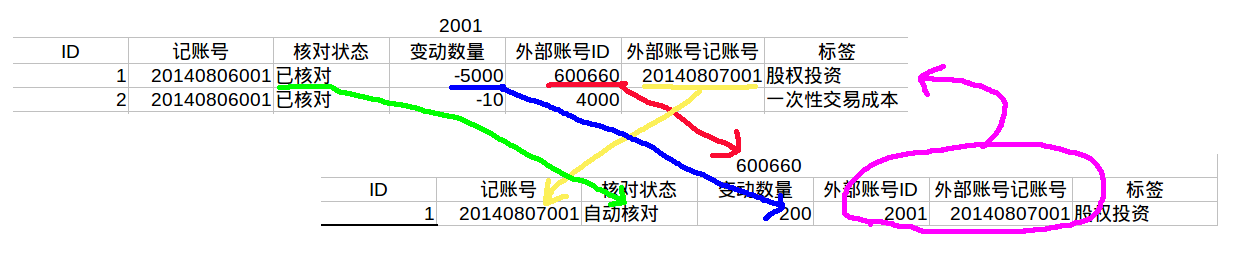 2001
ID 记账号 核对状态 变动数量 外部账号ID 外部账号记账号 标签
1 20140806001 已核对 -5000 600660 20140807001 股权投资
2 20140806001 已核对 -10 4000 一次性交易成本
600660
ID 记账号 核对状态 变动数量 外部账号ID 外部账号记账号 标签
1 20140807001 自动核对 200 2001 20140807001 股权投资